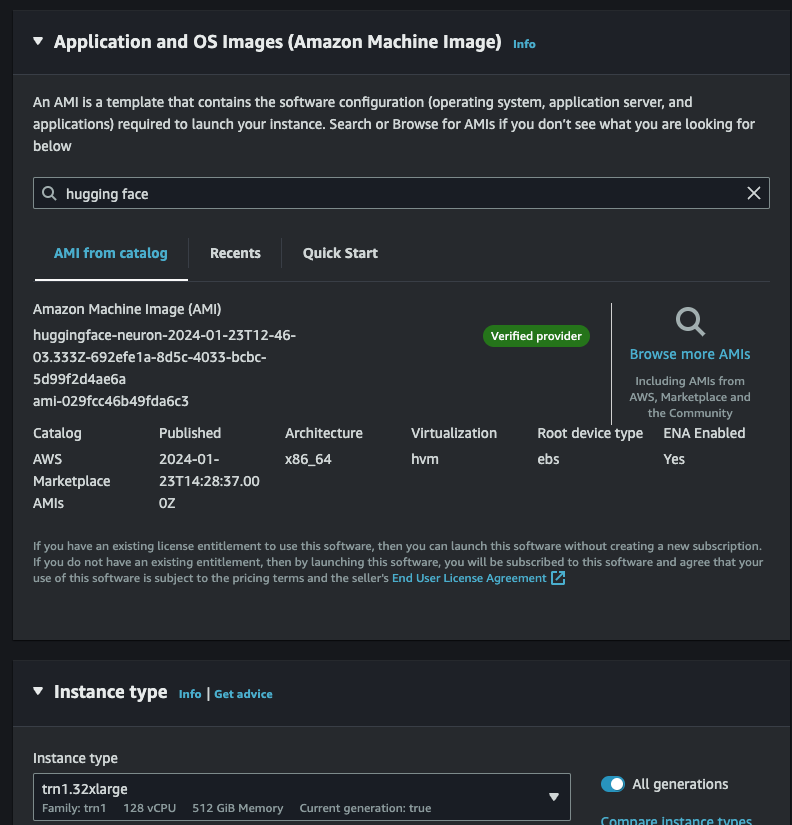 Application and OS Images (Amazon Machine Image) Info
An AMI is a template that contains the software configuration (operating system, application server, and
applications) required to launch your instance. Search or Browse for AMIs if you don’t see what you are looking for
below
hugging face
AMI from catalog
Recents
Quick Start
Amazon Machine Image (AMI)
huggingface-neuron-2024-01-23T12-46-
03.333Z-692efe1a-8d5c-4033-bcbc-
5d99f2d4ae6a
ami-029fcc46b49fda6c3
Verified provider
Browse more AMIs
Including AMIs from
AWS, Marketplace and
the Community
Catalog
AWS
Marketplace
AMIs
Published
2024-01-
23T14:28:37.00
0Z
Architecture
x86_64
Virtualization
hvm
Root device type
ebs
ENA Enabled
Yes
If you have an existing license entitlement to use this software, then you can launch this software without creating a new subscription.
If you do not have an existing entitlement, then by launching this software, you will be subscribed to this software and agree that your
use of this software is subject to the pricing terms and the seller's End User License Agreement
Instance type Info | Get advice
Instance type
trn1.32xlarge
Family: trn1 128 vCPU 512 GiB Memory Current generation: true
All generations
Compare instance types